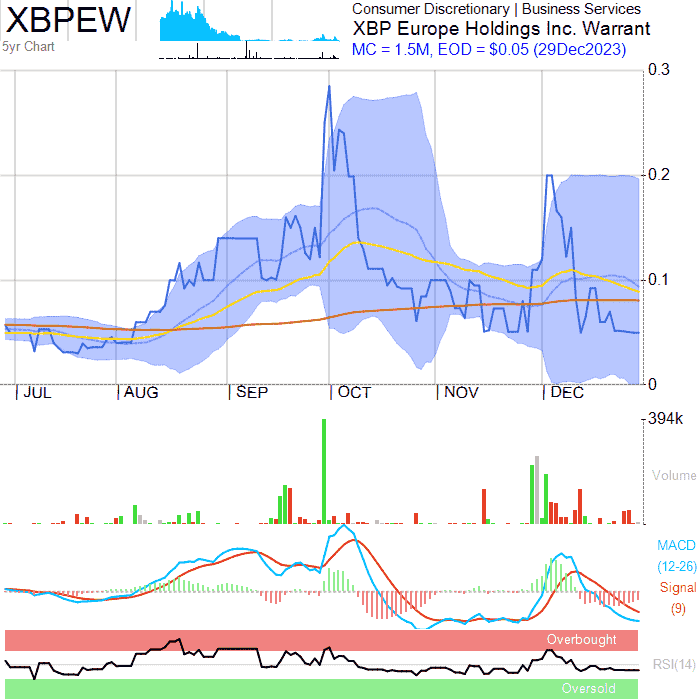 XBPEW
5yr Chart
Consumer Discretionary | Business Services
XBP Europe Holdings Inc. Warrant
MC = 1.5M, EOD = $0.05 (29Dec2023)
0.3
0.2
0.1
0
JUL AUG SEP OCT NOV DEC
394k
Volume
MACD
(12-26)
Signal
(9)
Overbought
RSI(14)
Oversold